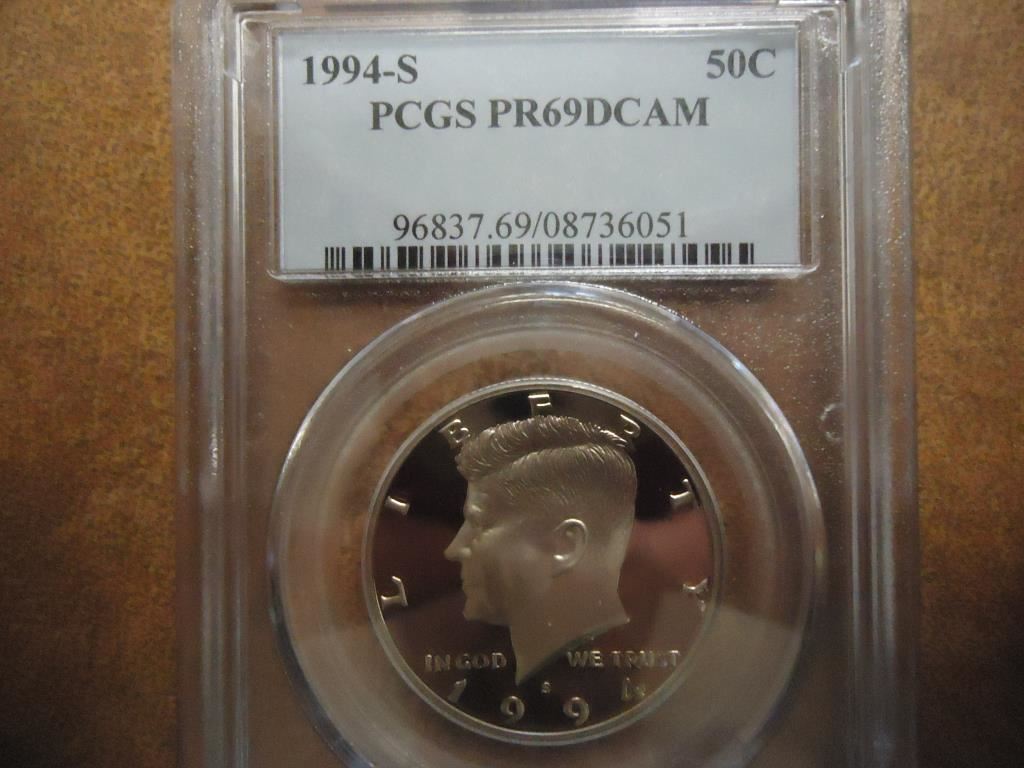 1994-S 50C
PCGS PR69DCAM
96837.69/08736051
LIBERTY
IN GOD WE TRUST
S
1994